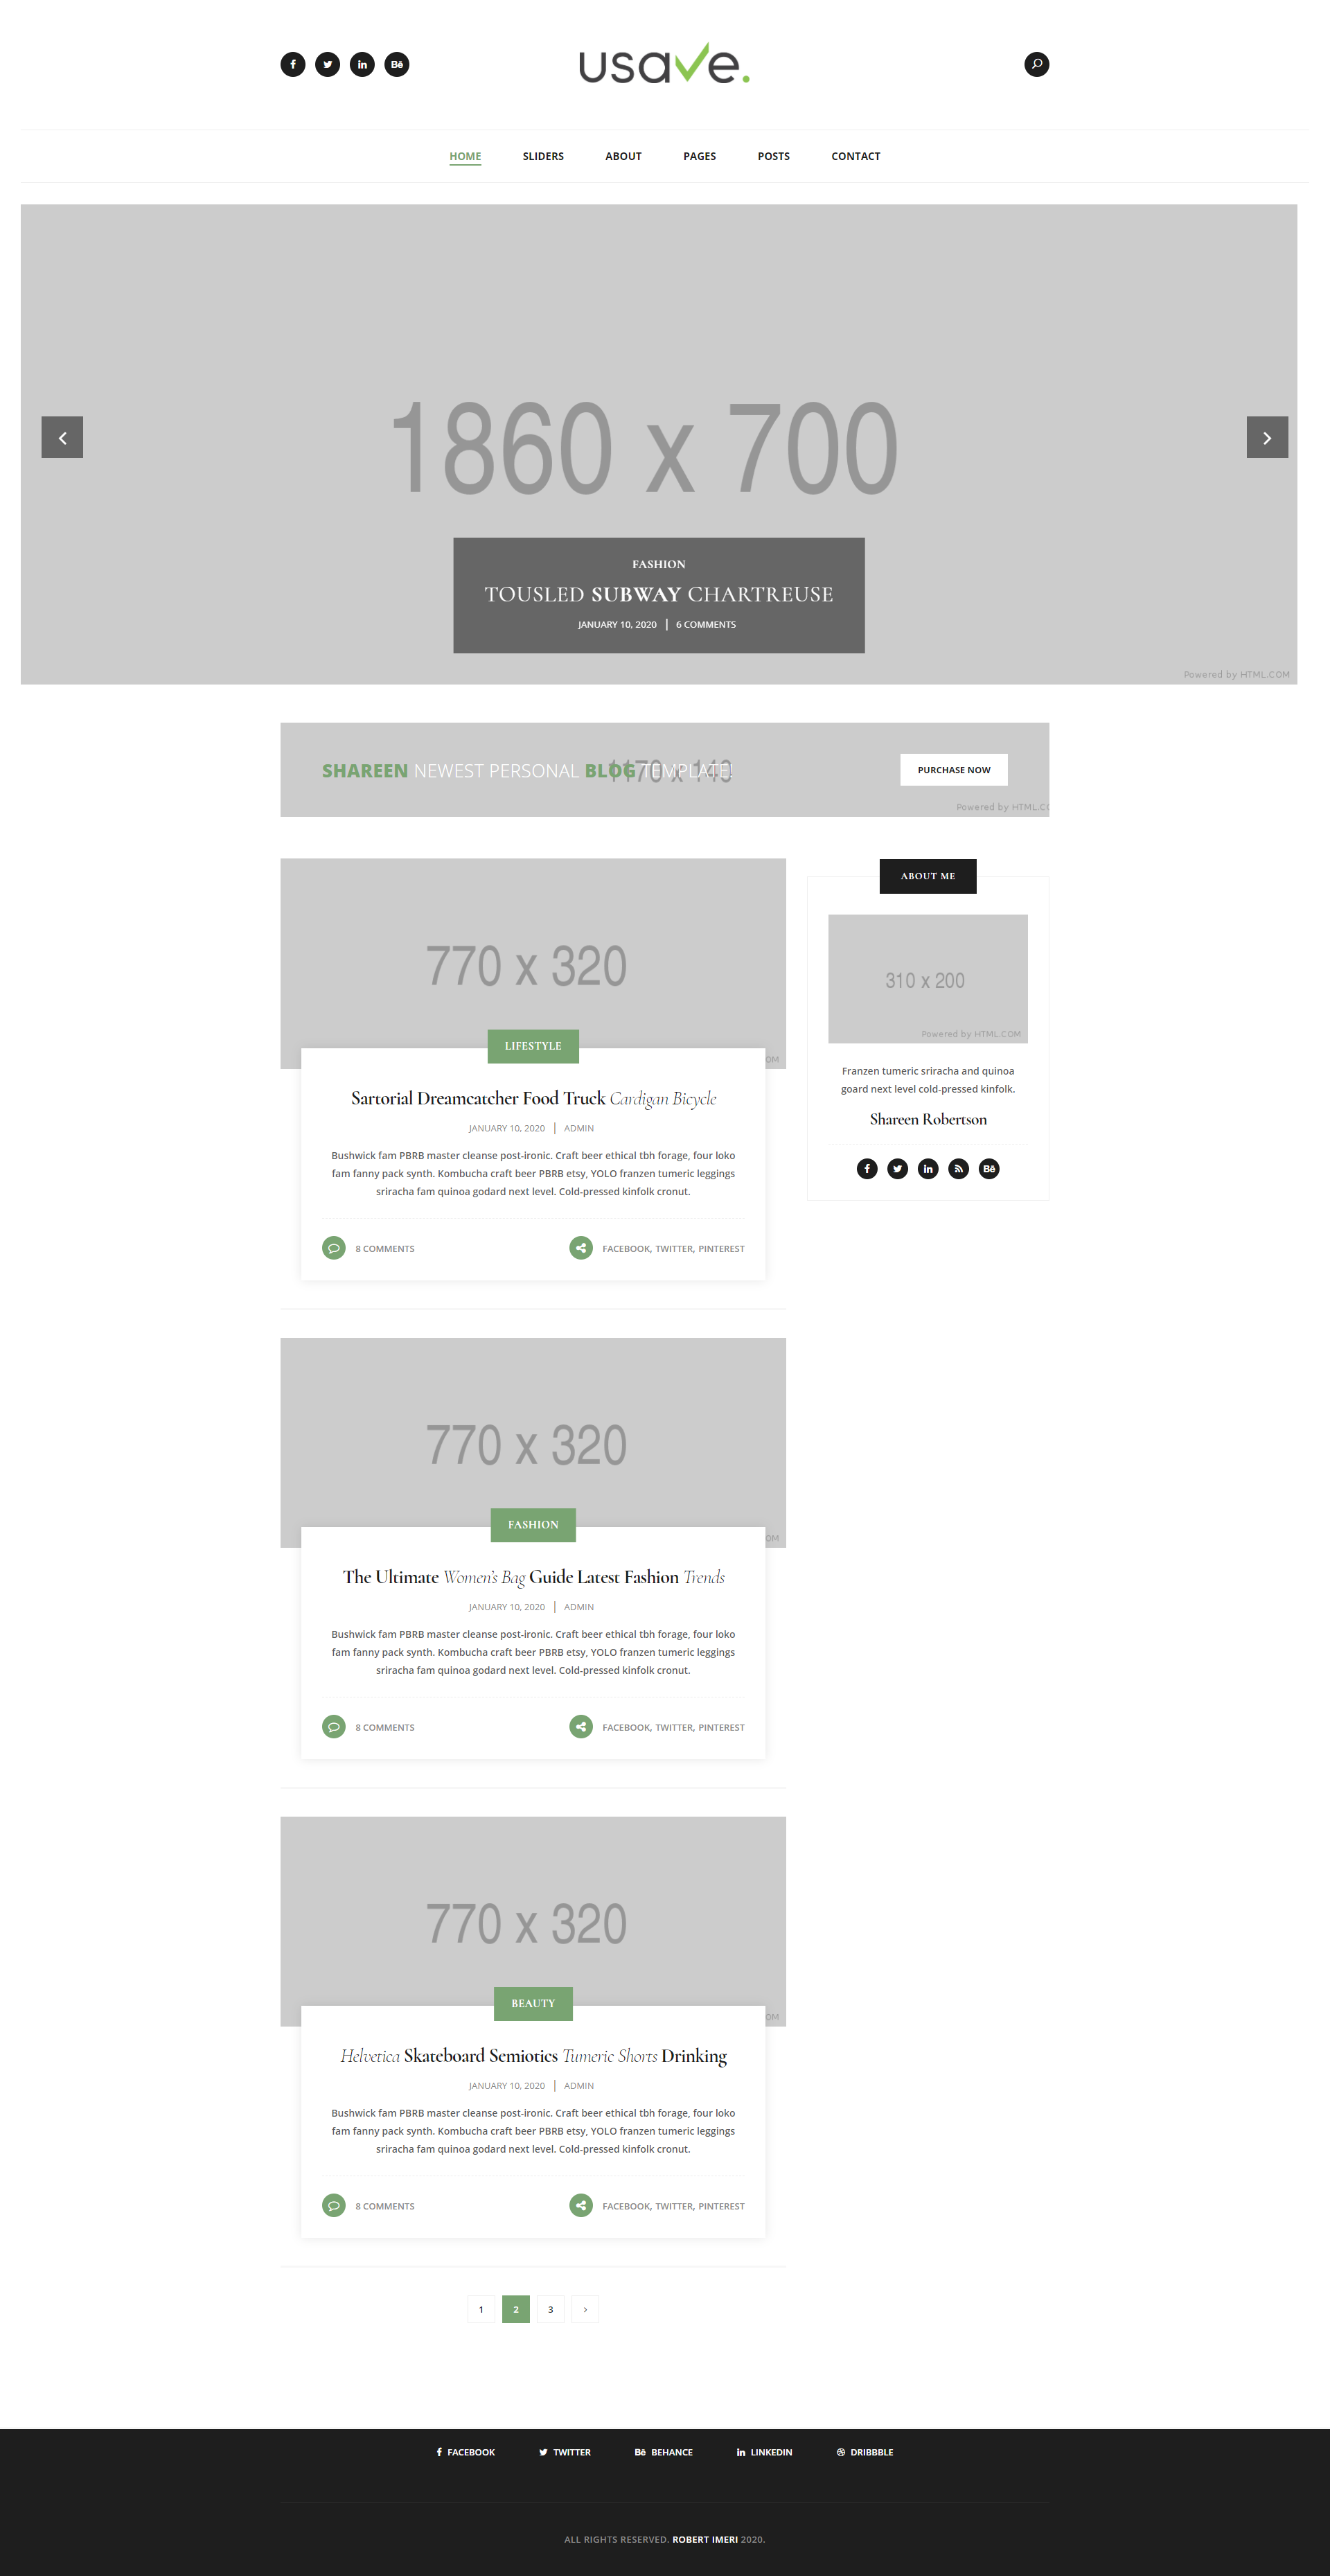 usave.
HOME SLIDERS ABOUT PAGES POSTS CONTACT
1860 x 700
FASHION
TOUSLED SUBWAY CHARTREUSE
JANUARY 10, 2020 | 6 COMMENTS
Powered by HTML.COM
SHAREEN NEWEST PERSONAL BLOG TEMPLATE!
1170 x 143
PURCHASE NOW
Powered by HTML.CO
770 x 320
OM
LIFESTYLE
Sartorial Dreamcatcher Food Truck Cardigan Bicycle
JANUARY 10, 2020 | ADMIN
Bushwick fam PBRB master cleanse post-ironic. Craft beer ethical tbh forage, four loko
fam fanny pack synth. Kombucha craft beer PBRB etsy, YOLO franzen tumeric leggings
sriracha fam quinoa godard next level. Cold-pressed kinfolk cronut.
8 COMMENTS
FACEBOOK, TWITTER, PINTEREST
ABOUT ME
310 x 200
Powered by HTML.COM
Franzen tumeric sriracha and quinoa
goard next level cold-pressed kinfolk.
Shareen Robertson
770 x 320
OM
FASHION
The Ultimate Women's Bag Guide Latest Fashion Trends
JANUARY 10, 2020 | ADMIN
Bushwick fam PBRB master cleanse post-ironic. Craft beer ethical tbh forage, four loko
fam fanny pack synth. Kombucha craft beer PBRB etsy, YOLO franzen tumeric leggings
sriracha fam quinoa godard next level. Cold-pressed kinfolk cronut.
8 COMMENTS
FACEBOOK, TWITTER, PINTEREST
770 x 320
OM
BEAUTY
Helvetica Skateboard Semiotics Tumeric Shorts Drinking
JANUARY 10, 2020 | ADMIN
Bushwick fam PBRB master cleanse post-ironic. Craft beer ethical tbh forage, four loko
fam fanny pack synth. Kombucha craft beer PBRB etsy, YOLO franzen tumeric leggings
sriracha fam quinoa godard next level. Cold-pressed kinfolk cronut.
8 COMMENTS
FACEBOOK, TWITTER, PINTEREST
1 2 3 ›
FACEBOOK TWITTER BEHANCE LINKEDIN DRIBBBLE
ALL RIGHTS RESERVED. ROBERT IMERI 2020.